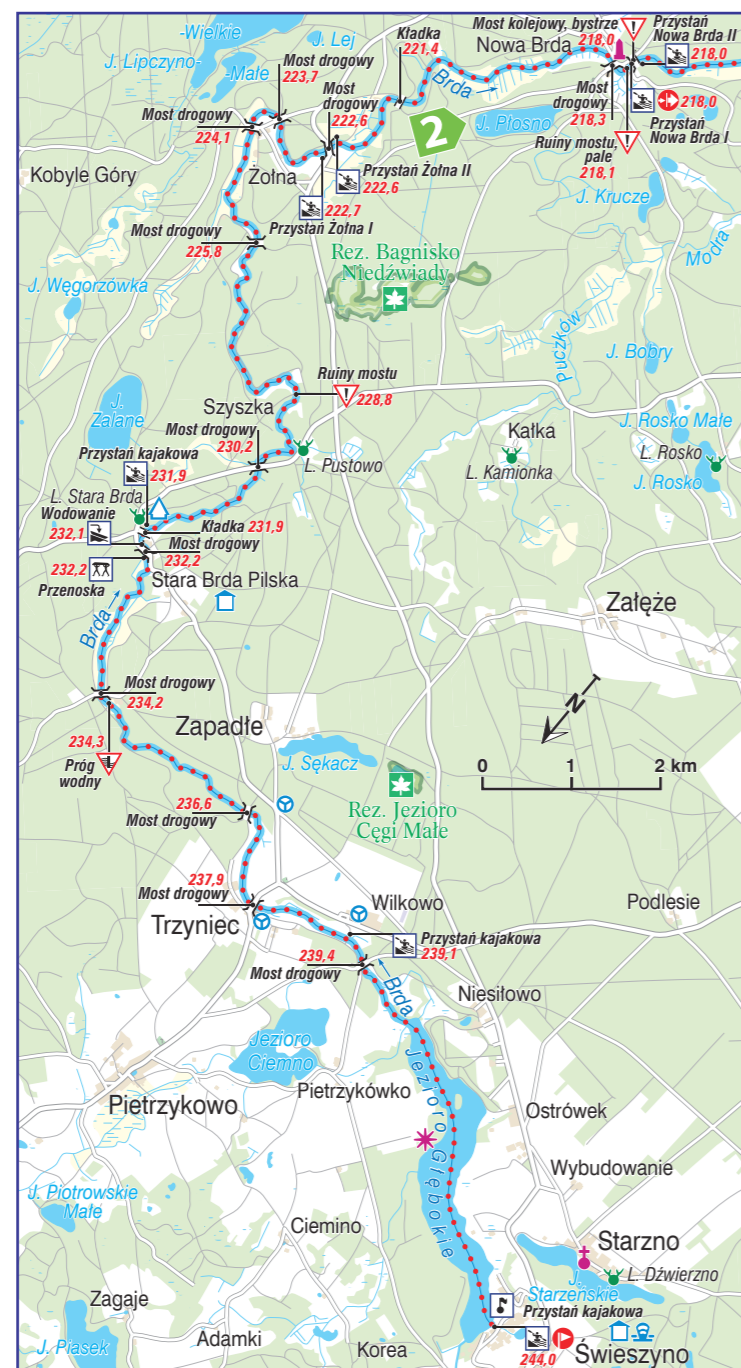 -Wielkie
J. Lipczyno-
-Małe
J. Lej
Kładka
221,4
Most kolejowy, bystrze
218,0
Nowa Brda
Przystań
Nowa Brda II
218,0
Most drogowy
223,7
Most
drogowy
222,6
Brda
Most drogowy
224,1
2
J. Płosno
Most
drogowy
218,3
218,0
Przystań
Nowa Brda I
Ruiny mostu,
pale
218,1
Kobyle Góry
Żołna
Przystań Żołna II
222,6
222,7
Przystań Żołna I
J. Krucze
Most drogowy
225,8
Rez. Bagnisko
Niedźwiady
Modra
J. Węgorzówka
Puczków
J. Bobry
Ruiny mostu
228,8
J.
Zalane
Szyszka
Most drogowy
230,2
Kałka
J. Rosko Małe
L. Rosko
J. Rosko
L. Pustowo
L. Kamionka
Przystań kajakowa
231,9
L. Stara Brda
Wodowanie
232,1
Kładka 231,9
Most drogowy
232,2
232,2
Przenoska
Stara Brda Pilska
Brda
Załęże
Most drogowy
234,2
N
234,3
Próg
wodny
Zapadłe
J. Sękacz
0 1 2 km
236,6
Most drogowy
Rez. Jezioro
Cęgi Małe
237,9
Most drogowy
Trzyniec
Wilkowo
Podlesie
Przystań kajakowa
239,1
239,4
Most drogowy
Brda
Niesiłowo
Jezioro
Ciemno
Jezioro Głębokie
Pietrzykowo
Pietrzykówko
Ostrówek
Wybudowanie
J. Piotrowskie
Małe
Ciemino
Starzno
L. Dźwierzno
J.
Starzeńskie
Zagaje
Przystań kajakowa
244,0
J. Piasek
Adamki
Korea
Świeszyno